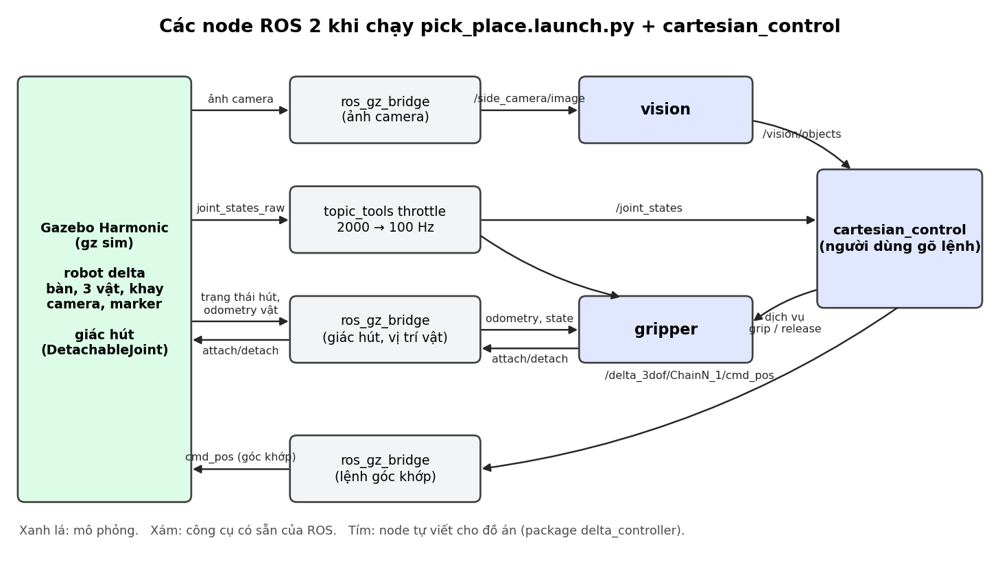 Các node ROS 2 khi chạy pick_place.launch.py + cartesian_control
Gazebo Harmonic
(gz sim)
robot delta
bàn, 3 vật, khay
camera, marker
giác hút
(DetachableJoint)
ảnh camera
ros_gz_bridge
(ảnh camera)
/side_camera/image
vision
/vision/objects
joint_states_raw
topic_tools throttle
2000 → 100 Hz
/joint_states
cartesian_control
(người dùng gõ lệnh)
trạng thái hút,
odometry vật
attach/detach
ros_gz_bridge
(giác hút, vị trí vật)
odometry, state
attach/detach
gripper
dịch vụ
grip / release
/delta_3dof/ChainN_1/cmd_pos
cmd_pos (góc khớp)
ros_gz_bridge
(lệnh góc khớp)
Xanh lá: mô phỏng. Xám: công cụ có sẵn của ROS. Tím: node tự viết cho đồ án (package delta_controller).